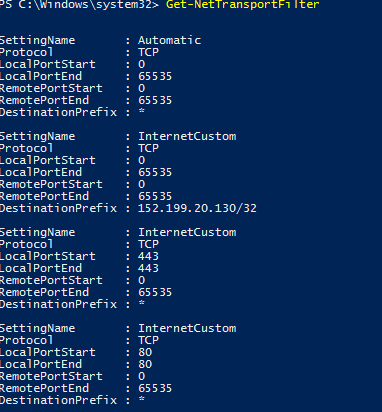 PS C:\Windows\system32> Get-NetTransportFilter
SettingName : Automatic
Protocol : TCP
LocalPortStart : 0
LocalPortEnd : 65535
RemotePortStart : 0
RemotePortEnd : 65535
DestinationPrefix : *
SettingName : InternetCustom
Protocol : TCP
LocalPortStart : 0
LocalPortEnd : 65535
RemotePortStart : 0
RemotePortEnd : 65535
DestinationPrefix : 152.199.20.130/32
SettingName : InternetCustom
Protocol : TCP
LocalPortStart : 443
LocalPortEnd : 443
RemotePortStart : 0
RemotePortEnd : 65535
DestinationPrefix : *
SettingName : InternetCustom
Protocol : TCP
LocalPortStart : 80
LocalPortEnd : 80
RemotePortStart : 0
RemotePortEnd : 65535
DestinationPrefix : *